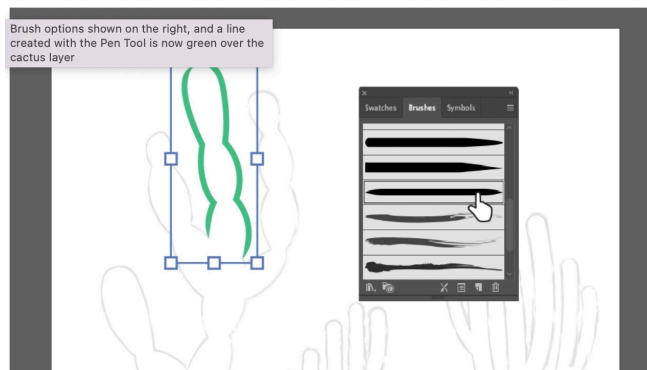 Brush options shown on the right, and a line
created with the Pen Tool is now green over the
cactus layer
Swatches Brushes Symbols